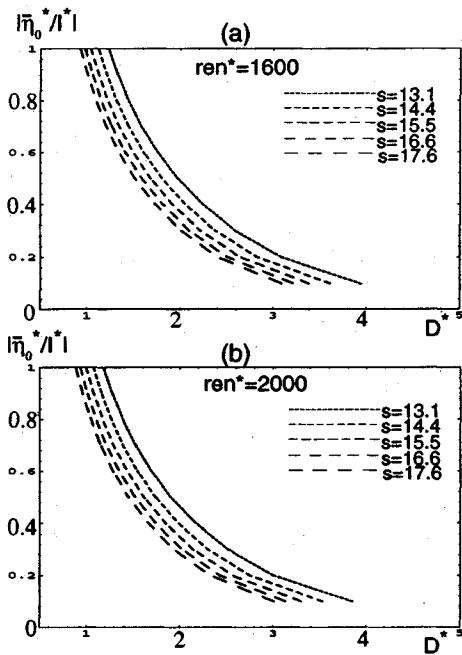 |η̄₀*/l*|
(a)
1
ren*=1600
s=13.1
0.8
s=14.4
s=15.5
0.6
s=16.6
s=17.6
0.4
0.2
0
1 2 3 4 5
D*
|η̄₀*/l*|
(b)
1
ren*=2000
s=13.1
0.8
s=14.4
s=15.5
0.6
s=16.6
s=17.6
0.4
0.2
0
1 2 3 4 5
D*